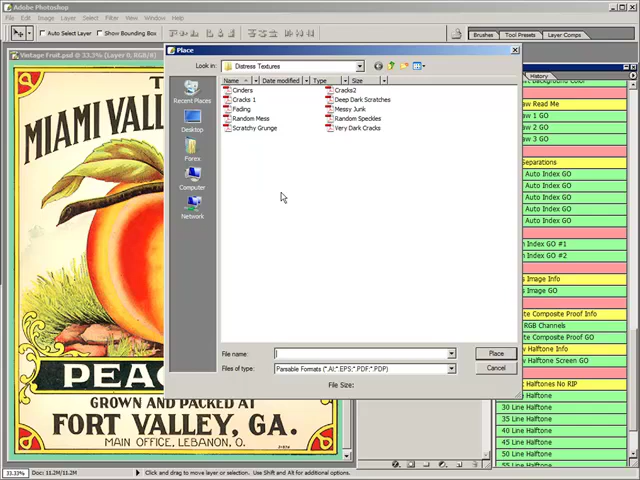 Adobe Photoshop
File Edit Image Layer Select Filter View Window Help
Auto Select Layer Show Bounding Box
Brushes Tool Presets Layer Comps
Vintage Fruit.psd @ 33.3% (Layer 0, RGB/8)
MIAMI VALL
PEAC
GROWN AND PACKED AT
FORT VALLEY, GA.
MAIN OFFICE, LEBANON, O.
33.33% Doc: 11.2M/11.2M Click and drag to move layer or selection. Use Shift and Alt for additional options.
Place
Look in: Distress Textures
Name Date modified Type Size
Cinders
Cracks 1
Fading
Random Mess
Scratchy Grunge
Cracks2
Deep Dark Scratches
Messy Junk
Random Speckles
Very Dark Cracks
Recent Places
Desktop
Forex
Computer
Network
File name:
Place
Files of type: Parsable Formats (*.AI;*.EPS;*.PDF;*.PDP)
Cancel
File Size:
History
aw Read Me
aw 1 GO
aw 2 GO
aw 3 GO
Separations
Auto Index GO
Auto Index GO
Auto Index GO
Auto Index GO
Index GO #1
Index GO #2
s Image Info
s Image GO
te Composite Proof Info
RGB Channels
te Composite Proof GO
w Halftone Info
w Halftone Screen GO
Halftones No RIP
30 Line Halftone
35 Line Halftone
40 Line Halftone
45 Line Halftone
50 Line Halftone
55 Line Halftone